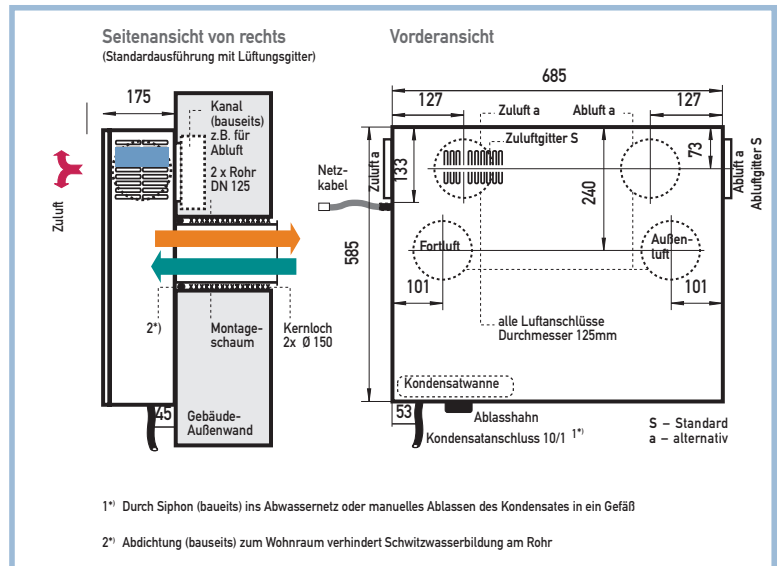 Seitenansicht von rechts
(Standardausführung mit Lüftungsgitter)
Vorderansicht
175
Kanal
(bauseits)
z.B. für
Abluft
2 x Rohr
DN 125
Zuluft
2*)
Montage-
schaum
Kernloch
2x Ø 150
45
Gebäude-
Außenwand
685
127
Zuluft a
Abluft a
127
Zuluftgitter S
Netz-
kabel
Zuluft a
133
240
73
Abluft a
Abluftgitter S
585
Fortluft
Außen-
luft
101
101
alle Luftanschlüsse
Durchmesser 125mm
Kondensatwanne
53
Ablasshahn
Kondensatanschluss 10/1 1*)
S – Standard
a – alternativ
1*) Durch Siphon (baueits) ins Abwassernetz oder manuelles Ablassen des Kondensates in ein Gefäß
2*) Abdichtung (bauseits) zum Wohnraum verhindert Schwitzwasserbildung am Rohr